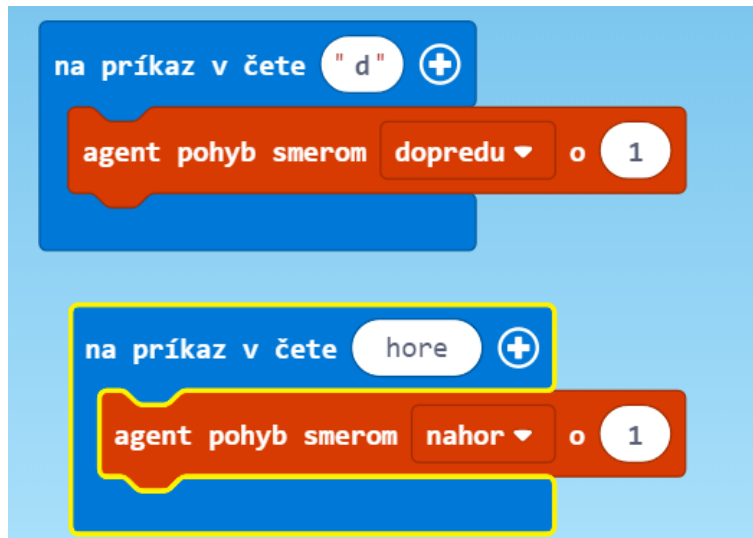 na príkaz v čete "d"
agent pohyb smerom dopredu o 1
na príkaz v čete hore
agent pohyb smerom nahor o 1